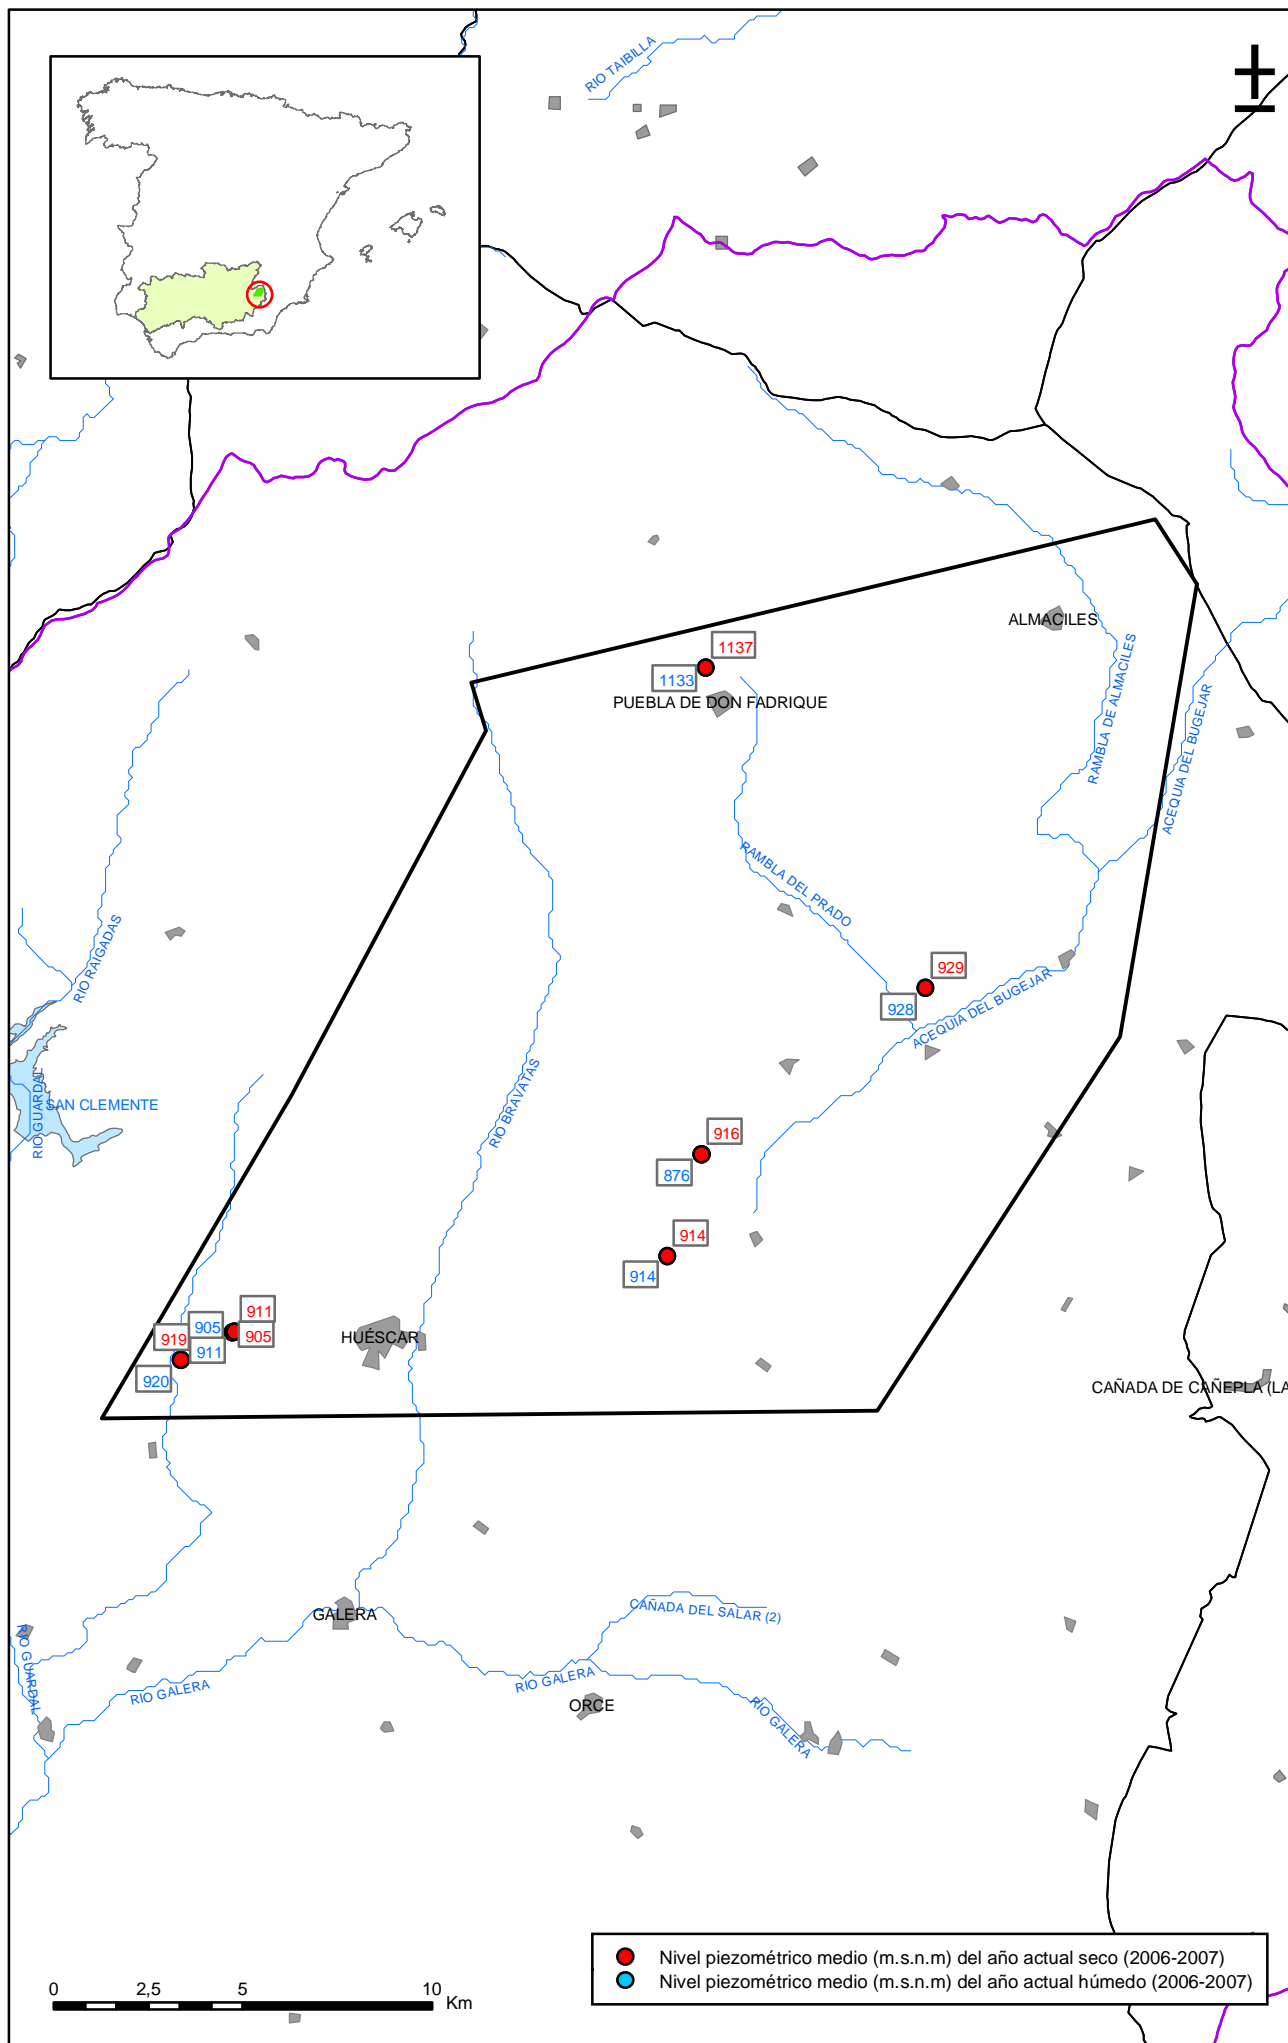 RIO TAIBILLA
ALMACILES
1137
1133
PUEBLA DE DON FADRIQUE
RAMBLA DE ALMACILES
ACEQUIA DEL BUGEJAR
RAMBLA DEL PRADO
RIO RAIGADAS
929
928
ACEQUIA DEL BUGEJAR
RIO BRAVATAS
RIO GUARDAL
SAN CLEMENTE
916
876
914
914
911
905
905
919
911
920
HUÉSCAR
CAÑADA DE CAÑEPLA (LA
GALERA
CAÑADA DEL SALAR (2)
RIO GUARDAL
RIO GALERA
RIO GALERA
ORCE
RIO GALERA
Nivel piezométrico medio (m.s.n.m) del año actual seco (2006-2007)
Nivel piezométrico medio (m.s.n.m) del año actual húmedo (2006-2007)
0 2,5 5 10
Km